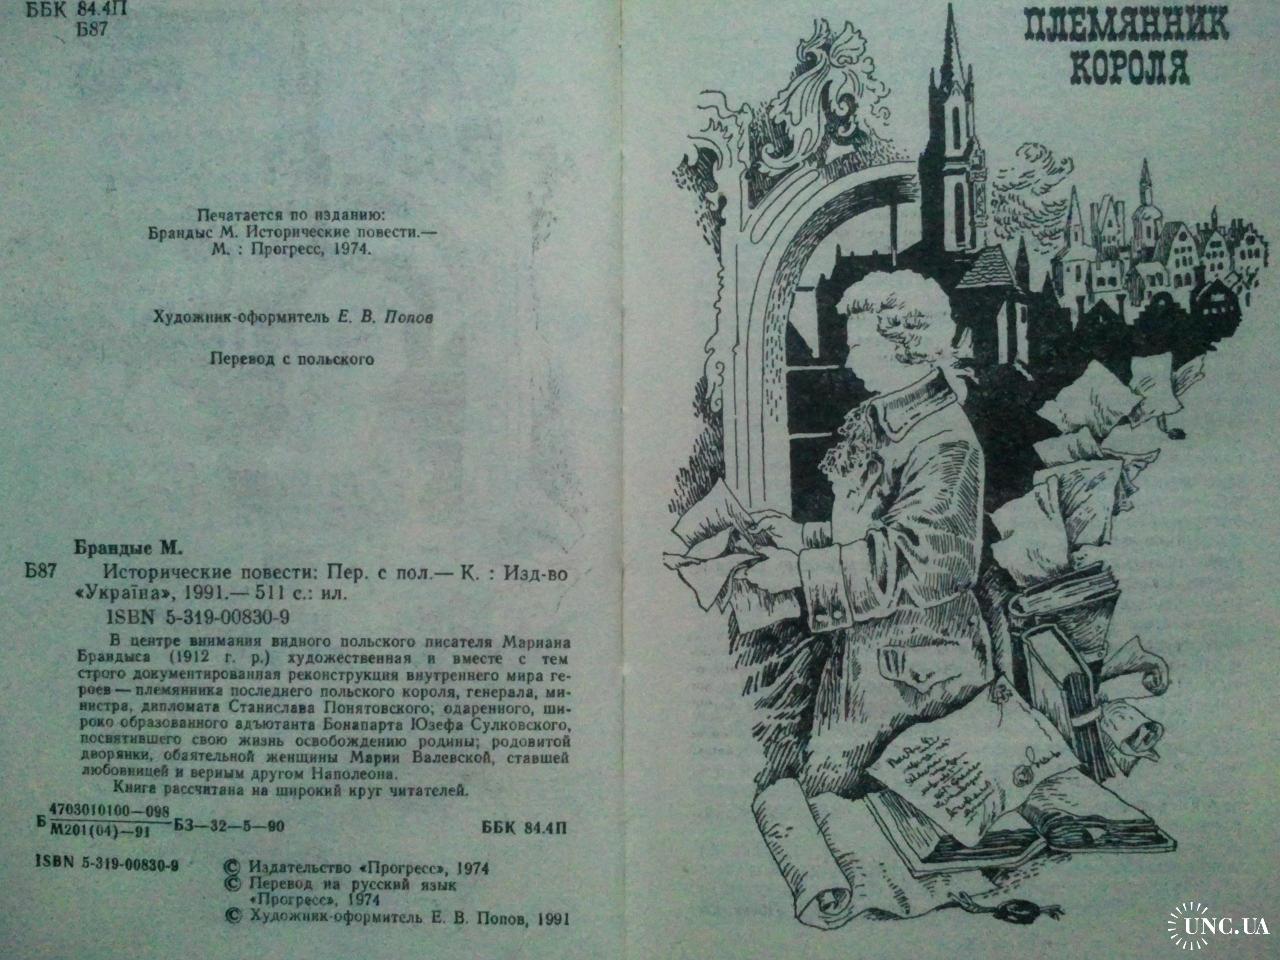 ББК 84.4П
Б87
Печатается по изданию:
Брандыс М. Исторические повести.—
М. : Прогресс, 1974.
Художник-оформитель Е. В. Попов
Перевод с польского
Брандыс М.
Б87 Исторические повести: Пер. с пол.— К. : Изд-во
«Україна», 1991.— 511 с.: ил.
ISBN 5-319-00830-9
В центре внимания видного польского писателя Мариана
Брандыса (1912 г. р.) художественная и вместе с тем
строго документированная реконструкция внутреннего мира ге-
роев — племянника последнего польского короля, генерала, ми-
нистра, дипломата Станислава Понятовского; одаренного, ши-
роко образованного адъютанта Бонапарта Юзефа Сулковского,
посвятившего свою жизнь освобождению родины; родовитой
дворянки, обаятельной женщины Марии Валевской, ставшей
любовницей и верным другом Наполеона.
Книга рассчитана на широкий круг читателей.
Б 4703010100—098
М201(04)—91 БЗ—32—5—90 ББК 84.4П
ISBN 5-319-00830-9
© Издательство «Прогресс», 1974
© Перевод на русский язык
«Прогресс», 1974
© Художник-оформитель Е. В. Попов, 1991
ПЛЕМЯННИК
КОРОЛЯ
UNC.UA